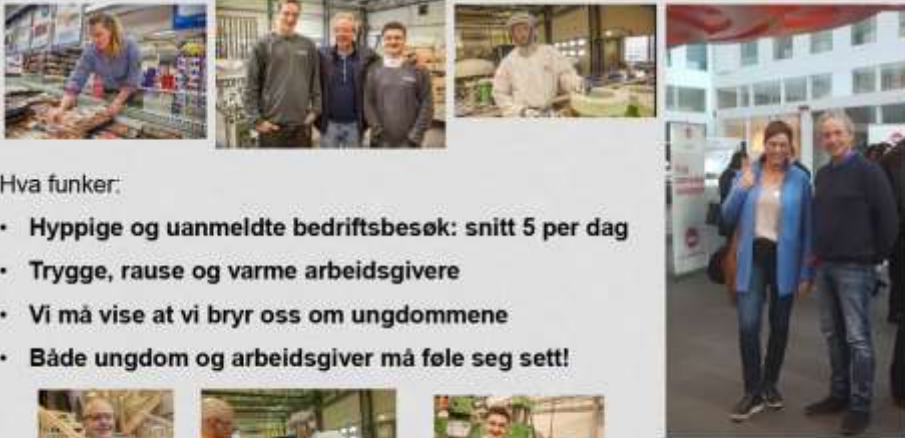 Hva funker:
• Hyppige og uanmeldte bedriftsbesøk: snitt 5 per dag
• Trygge, rause og varme arbeidsgivere
• Vi må vise at vi bryr oss om ungdommene
• Både ungdom og arbeidsgiver må føle seg sett!